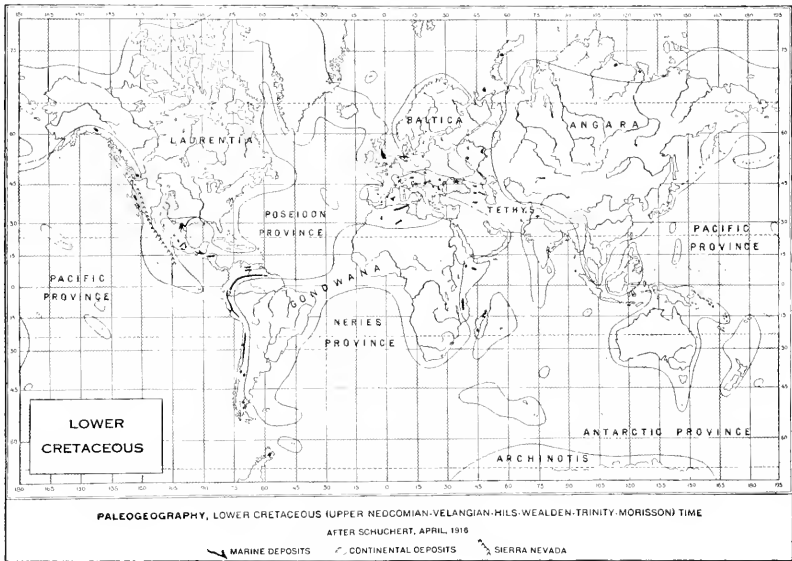 LAURENTIA
BALTICA
ANGARA
POSEIDON
PROVINCE
TETHYS
PACIFIC
PROVINCE
PACIFIC
PROVINCE
GONDWANA
NERIES
PROVINCE
ANTARCTIC PROVINCE
ARCHINOTIS
LOWER
CRETACEOUS
PALEOGEOGRAPHY, LOWER CRETACEOUS (UPPER NEOCOMIAN-VELANGIAN-HILS-WEALDEN-TRINITY-MORISSON) TIME
AFTER SCHUCHERT, APRIL, 1916
MARINE DEPOSITS CONTINENTAL DEPOSITS SIERRA NEVADA